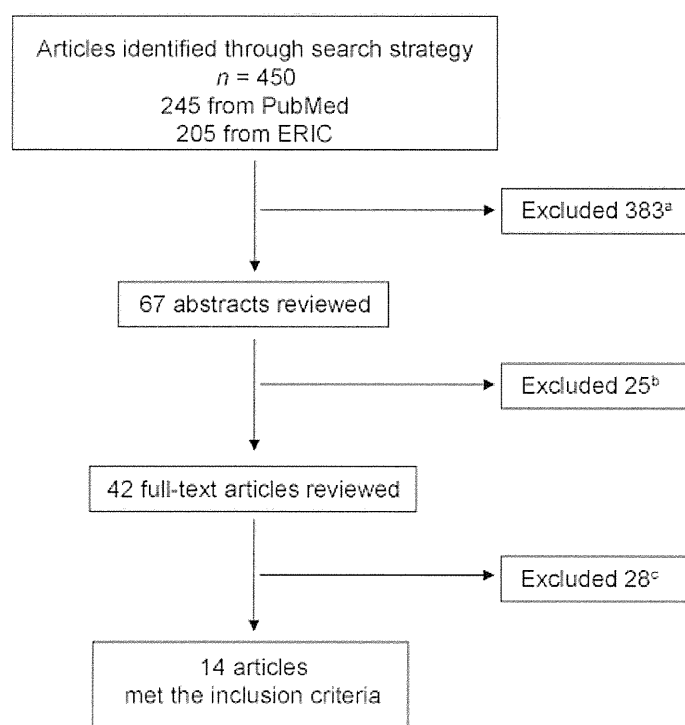 Articles identified through search strategy
n = 450
245 from PubMed
205 from ERIC
Excluded 383ᵃ
67 abstracts reviewed
Excluded 25ᵇ
42 full-text articles reviewed
Excluded 28ᶜ
14 articles
met the inclusion criteria